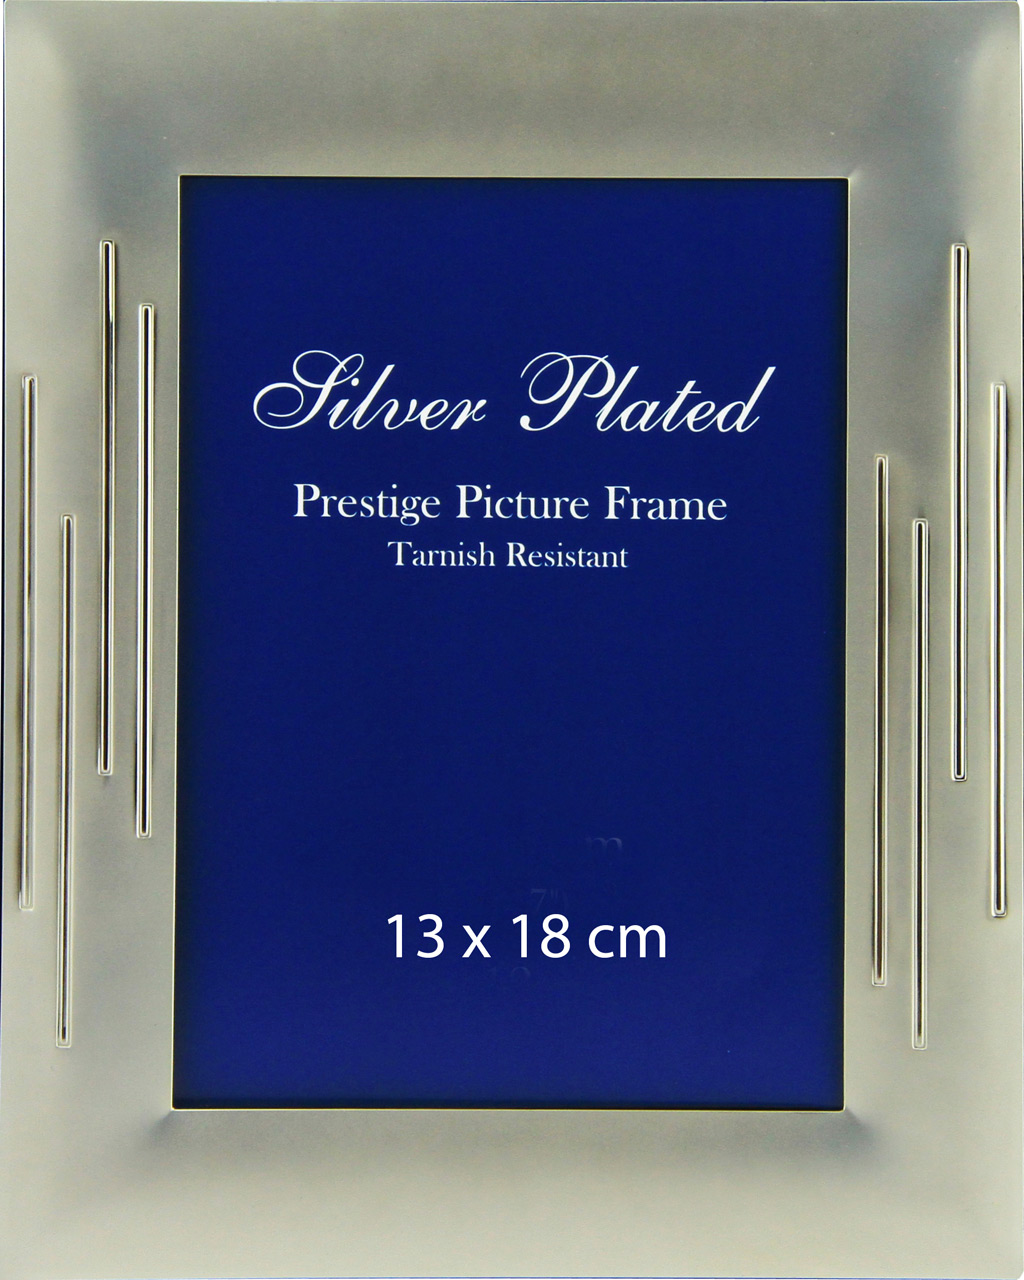 Silver Plated
Prestige Picture Frame
Tarnish Resistant
13 x 18 cm